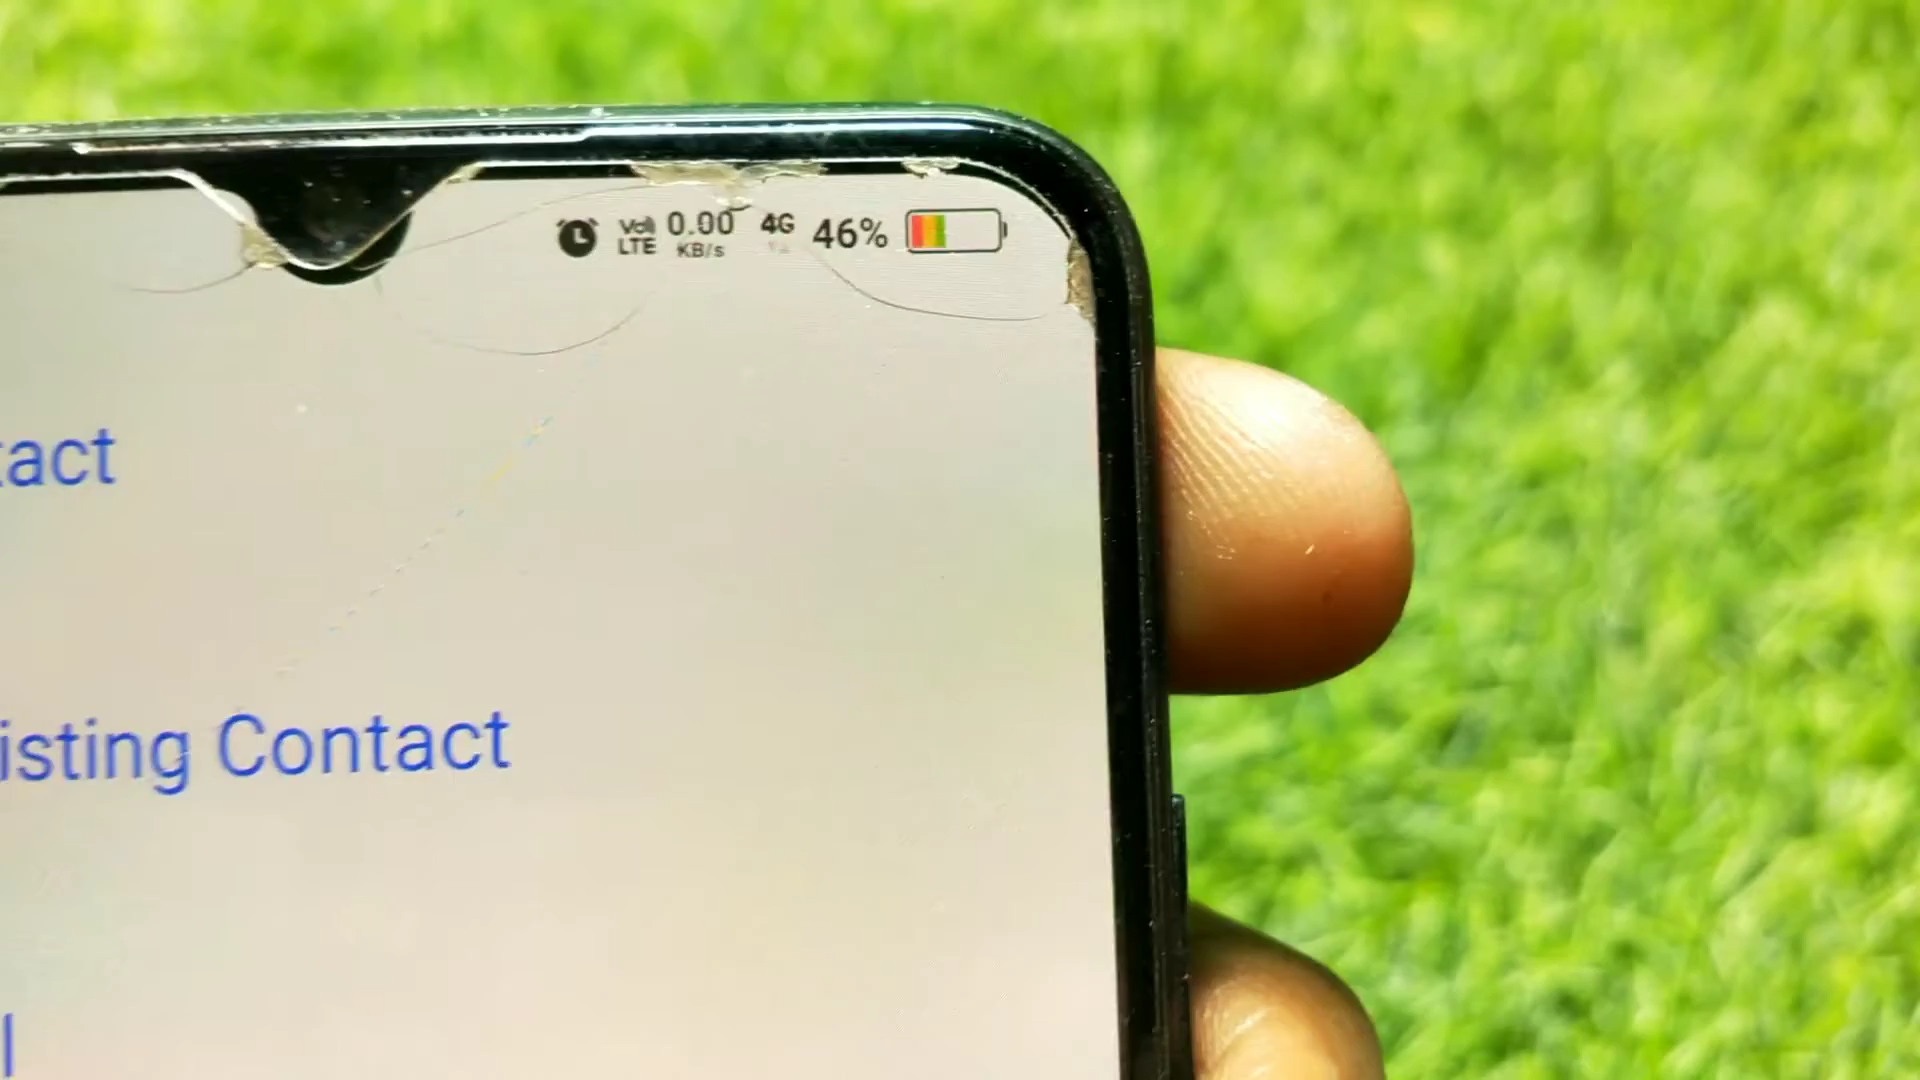 Vo)) 0.00 4G 46%
LTE KB/s
tact
isting Contact
l